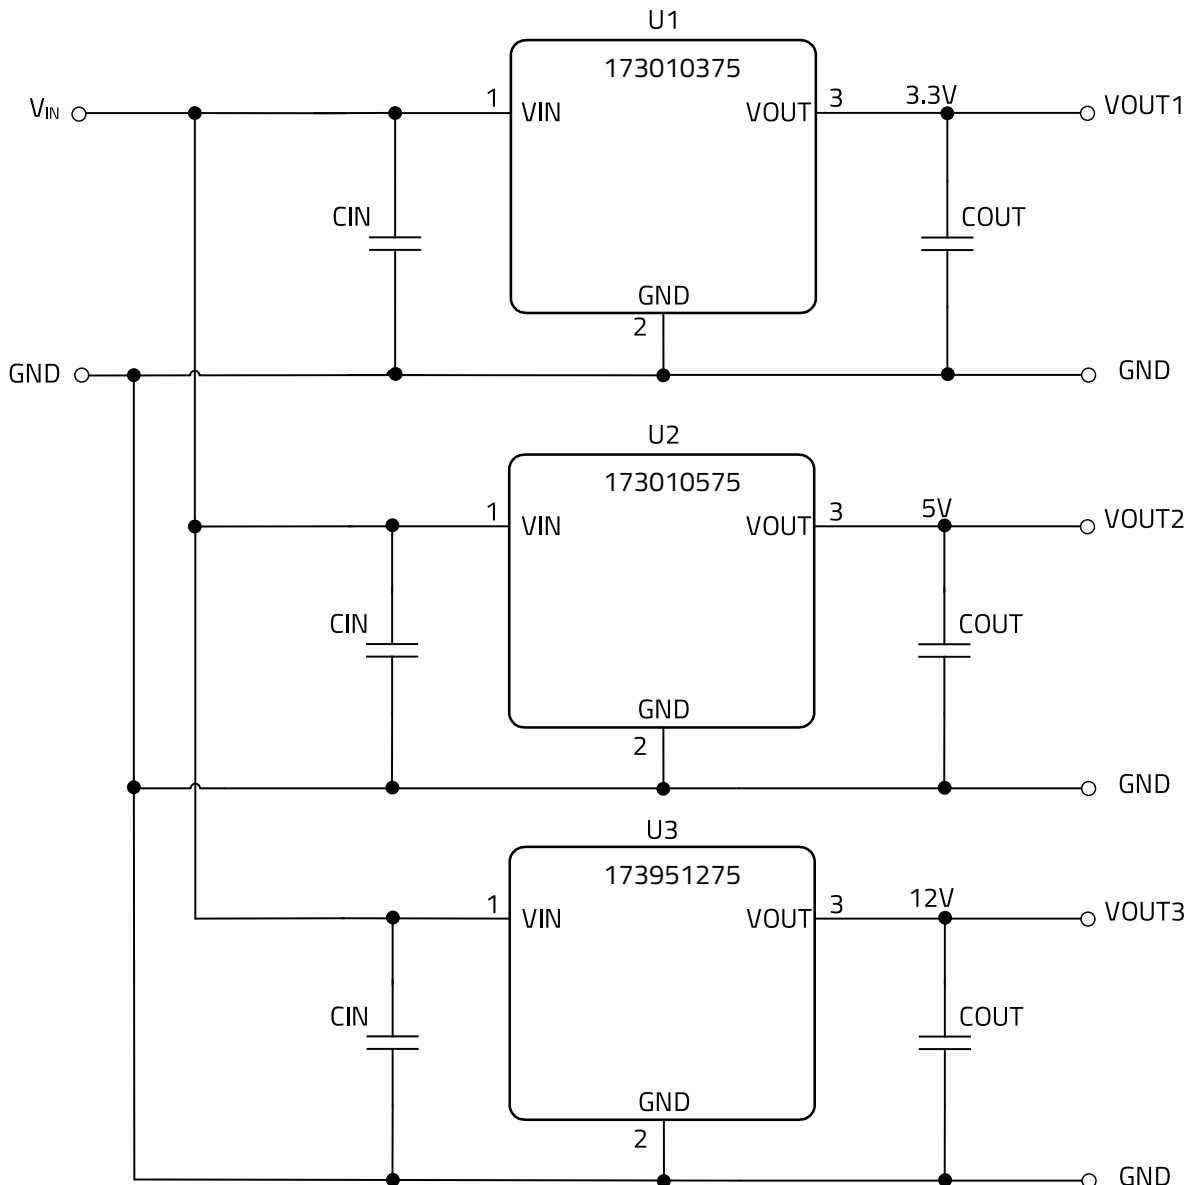 U1
173010375
VIN
1
VIN
VOUT
3
3.3V
VOUT1
CIN
COUT
GND
2
GND
GND
U2
173010575
1
VIN
VOUT
3
5V
VOUT2
CIN
COUT
GND
2
GND
U3
173951275
1
VIN
VOUT
3
12V
VOUT3
CIN
COUT
GND
2
GND